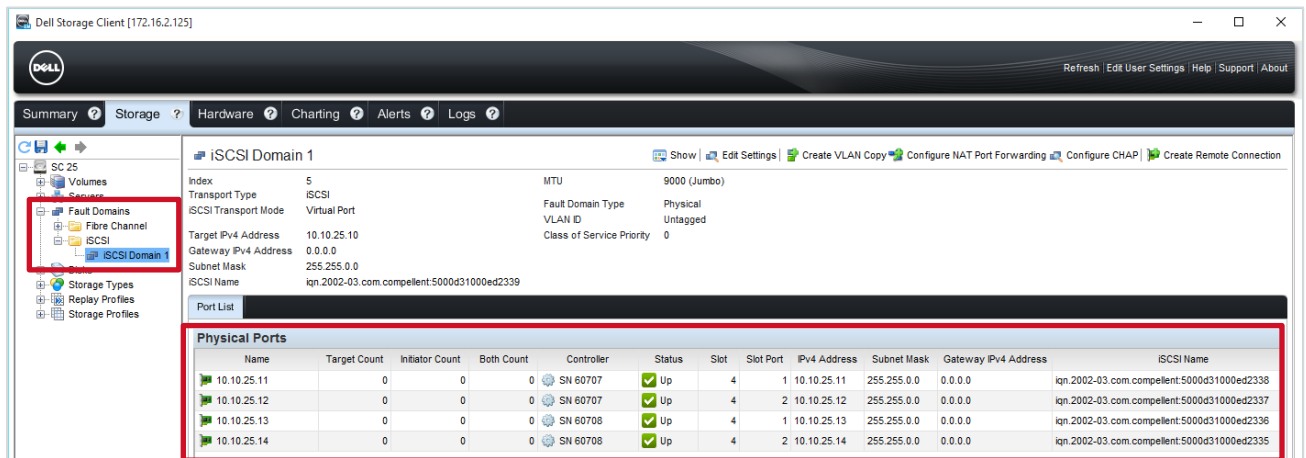 Dell Storage Client [172.16.2.125]
DELL
Refresh | Edit User Settings | Help | Support | About
Summary ? Storage ? Hardware ? Charting ? Alerts ? Logs ?
SC 25
Volumes
Servers
Fault Domains
Fibre Channel
iSCSI
iSCSI Domain 1
Disks
Storage Types
Replay Profiles
Storage Profiles
iSCSI Domain 1
Show | Edit Settings | Create VLAN Copy Configure NAT Port Forwarding Configure CHAP | Create Remote Connection
Index 5 MTU 9000 (Jumbo)
Transport Type iSCSI
Fault Domain Type Physical
iSCSI Transport Mode Virtual Port
VLAN ID Untagged
Target IPv4 Address 10.10.25.10 Class of Service Priority 0
Gateway IPv4 Address 0.0.0.0
Subnet Mask 255.255.0.0
iSCSI Name iqn.2002-03.com.compellent:5000d31000ed2339
Port List
Physical Ports
Name Target Count Initiator Count Both Count Controller Status Slot Slot Port IPv4 Address Subnet Mask Gateway IPv4 Address iSCSI Name
10.10.25.11 0 0 0 SN 60707 Up 4 1 10.10.25.11 255.255.0.0 0.0.0.0 iqn.2002-03.com.compellent:5000d31000ed2338
10.10.25.12 0 0 0 SN 60707 Up 4 2 10.10.25.12 255.255.0.0 0.0.0.0 iqn.2002-03.com.compellent:5000d31000ed2337
10.10.25.13 0 0 0 SN 60708 Up 4 1 10.10.25.13 255.255.0.0 0.0.0.0 iqn.2002-03.com.compellent:5000d31000ed2336
10.10.25.14 0 0 0 SN 60708 Up 4 2 10.10.25.14 255.255.0.0 0.0.0.0 iqn.2002-03.com.compellent:5000d31000ed2335